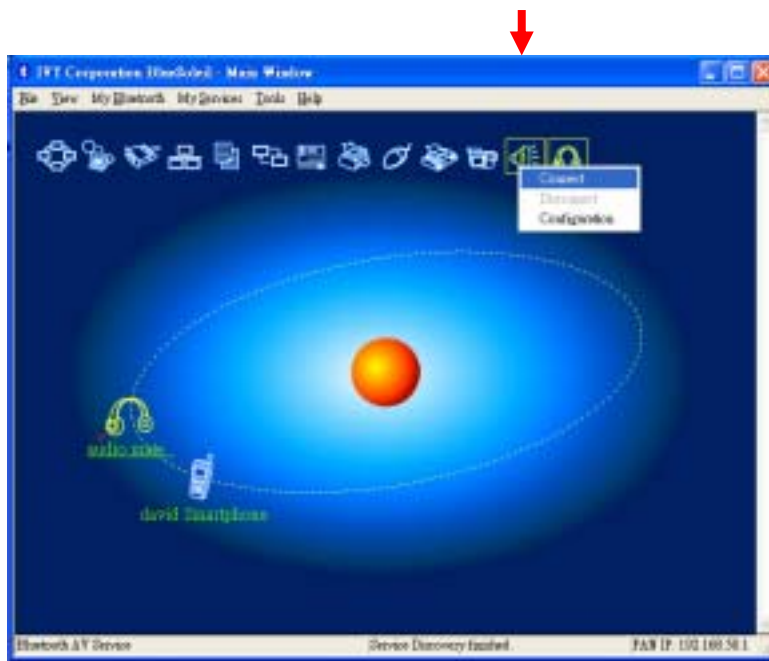 IVT Corporation BlueSoleil - Main Window
File View My Bluetooth My Services Tools Help
Connect
Disconnect
Configuration
audio
david Smartphone
Bluetooth AV Service Service Discovery finished. PAN IP: 192.168.50.1